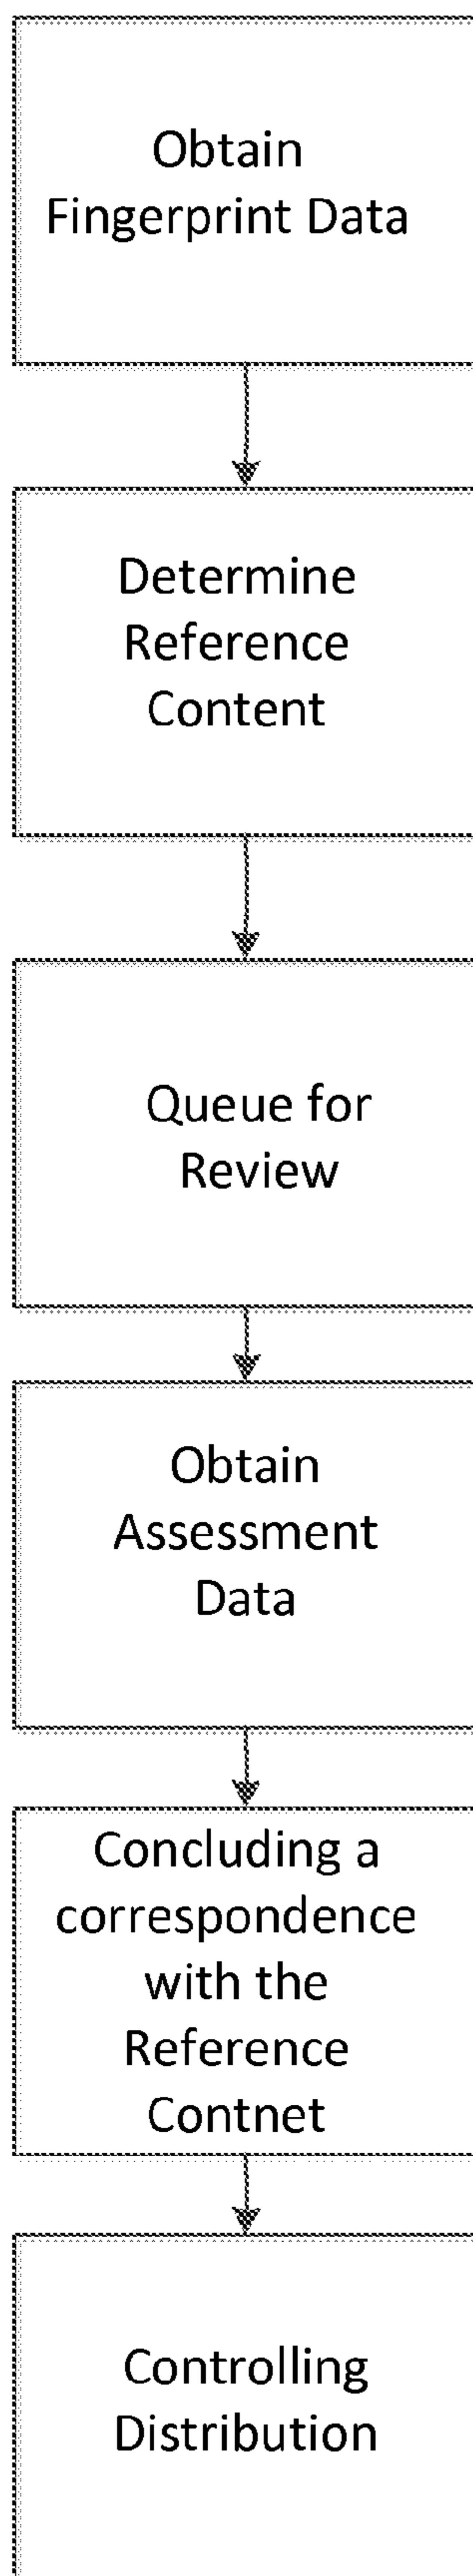 Obtain
Fingerprint Data
Determine
Reference
Content
Queue for
Review
Obtain
Assessment
Data
Concluding a
correspondence
with the
Reference
Contnet
Controlling
Distribution